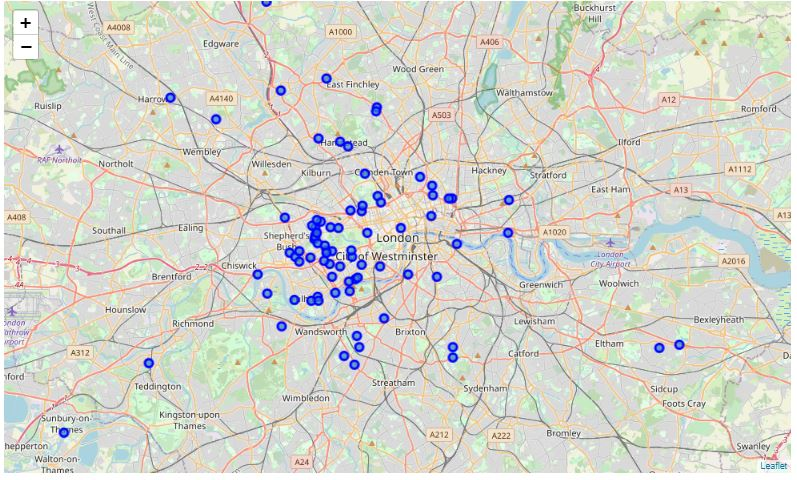 +
−
A4008
West Coast Main Line
Edgware
A1000
A406
Buckhurst
Hill
Wood Green
East Finchley
Walthamstow
Ruislip
Harrow
A4140
A503
A12
Romford
RAF Northolt
Northolt
Wembley
Willesden
Kilburn
Camden Town
Hackney
Stratford
Ilford
A1112
East Ham
A13
A408
Southall
Ealing
Shepherd's
Bush
London
City of Westminster
A1020
London
City Airport
A2016
Chiswick
Brentford
Greenwich
Woolwich
Hounslow
Richmond
Wandsworth
Brixton
Lewisham
Bexleyheath
A312
Catford
Eltham
Teddington
Streatham
Sydenham
Sidcup
Foots Cray
Wimbledon
Kingston upon
Thames
Sunbury-on-
Thames
A212
A222
Bromley
Swanley
Walton-on-
Thames
A24
Leaflet